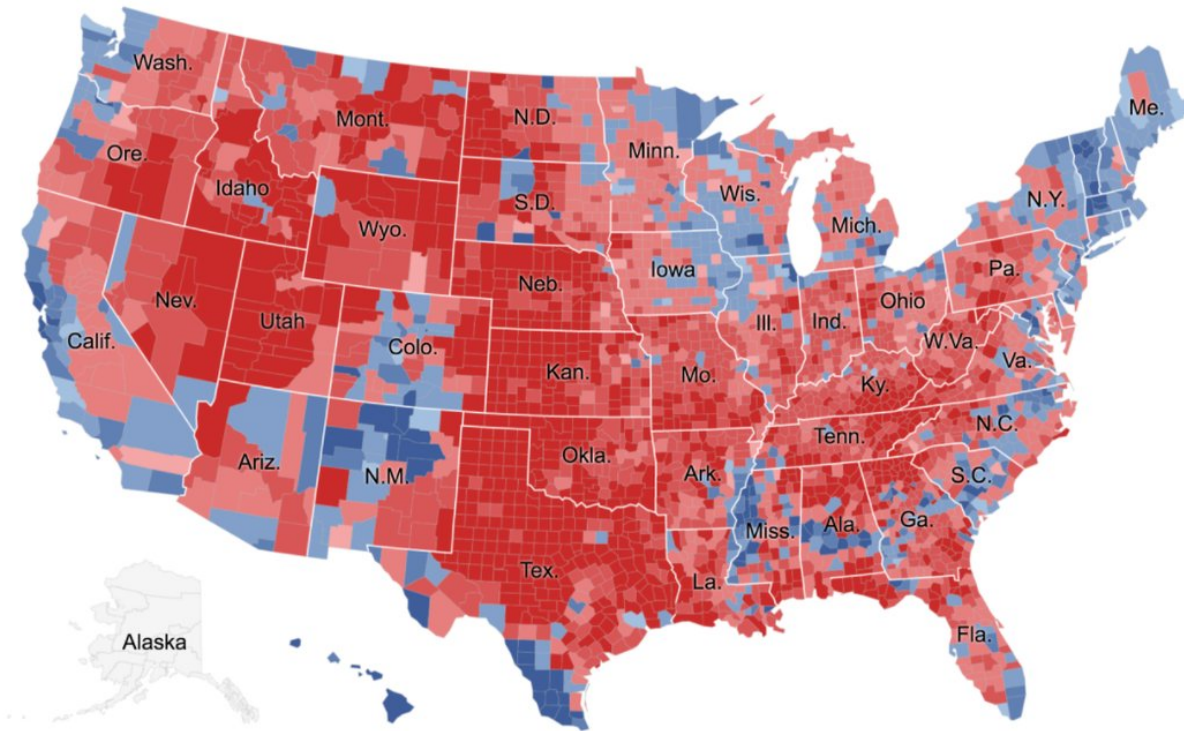 Wash.
Mont.
N.D.
Minn.
Me.
Ore.
Idaho
S.D.
Wis.
N.Y.
Wyo.
Mich.
Neb.
Iowa
Pa.
Nev.
Utah
Colo.
Ill.
Ind.
Ohio
Calif.
Kan.
Mo.
W.Va.
Va.
Ky.
N.C.
Tenn.
Ariz.
N.M.
Okla.
Ark.
S.C.
Miss.
Ala.
Ga.
Tex.
La.
Fla.
Alaska